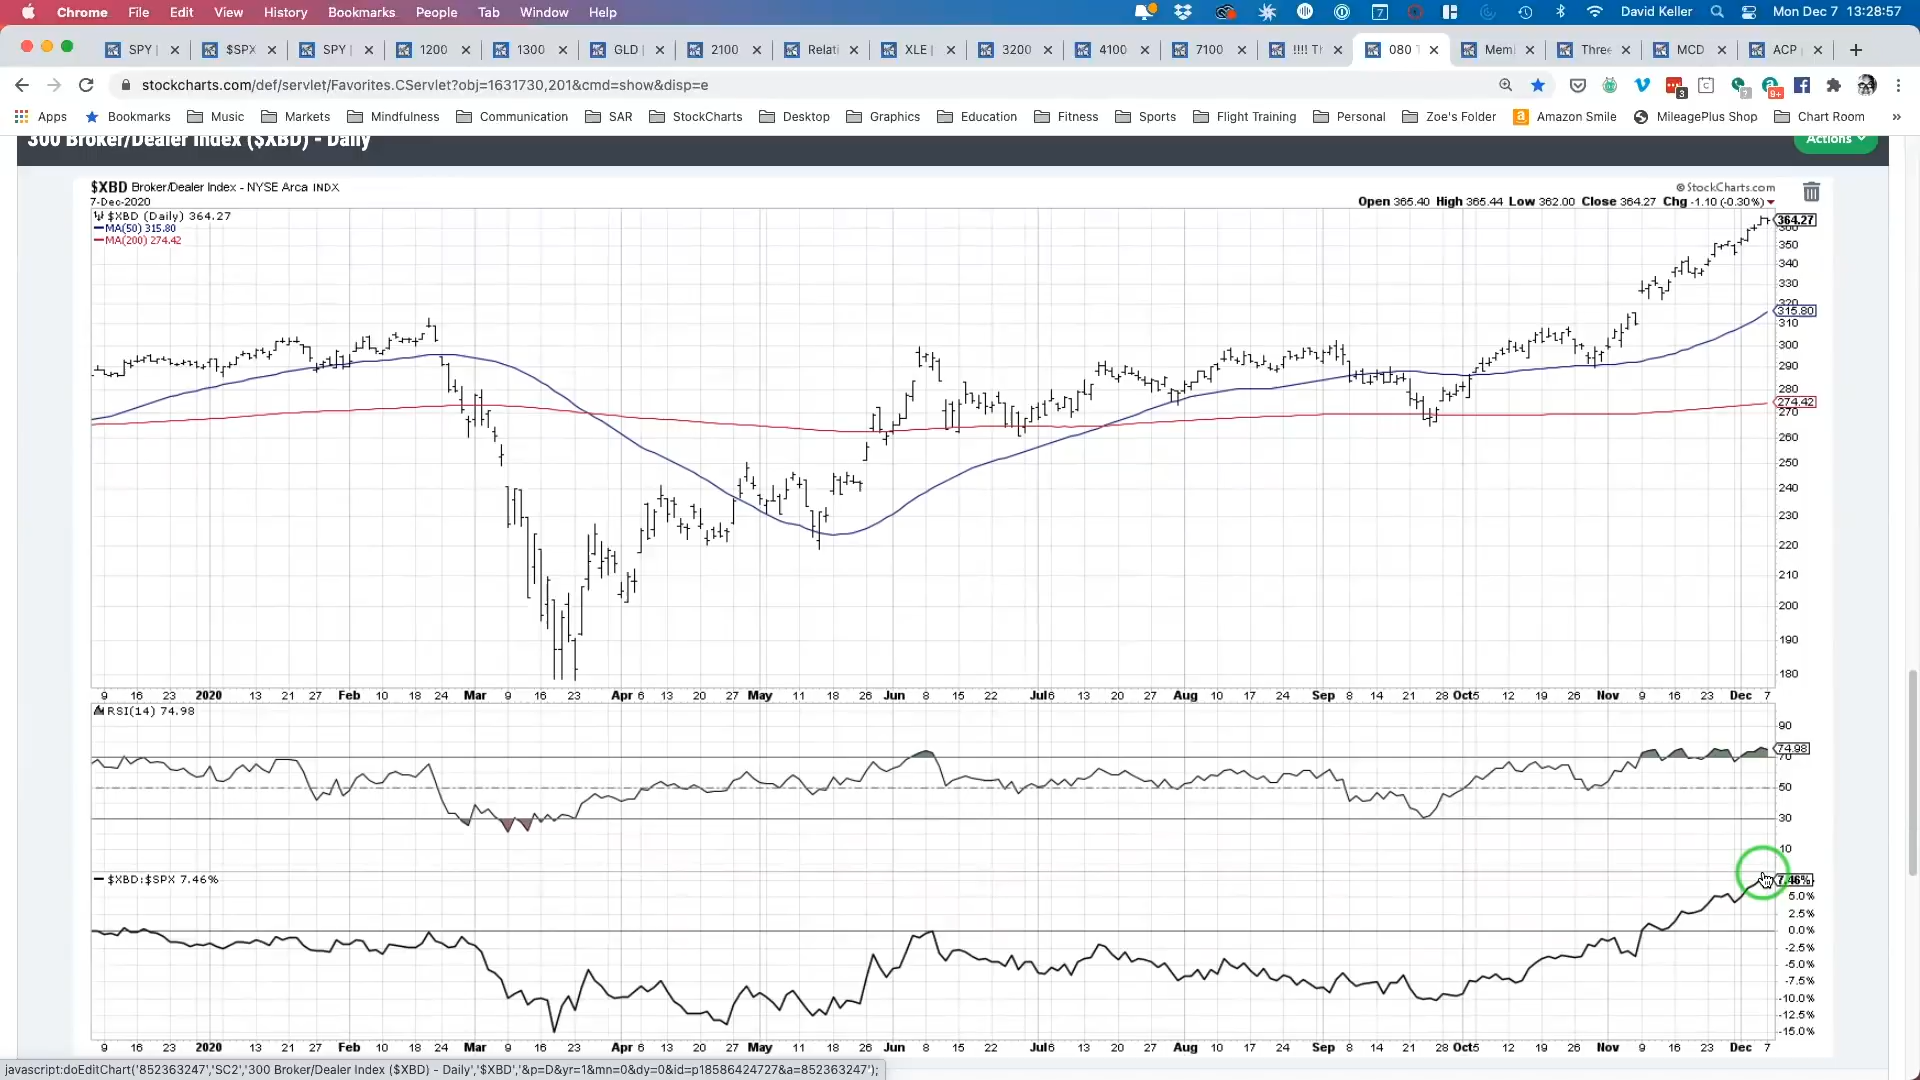 Chrome File Edit View History Bookmarks People Tab Window Help David Keller Mon Dec 7 13:28:57
SPY | $SPX SPY | 1200 1300 GLD | 2100 Relati XLE | 3200 4100 7100 !!!! Th 080 T Memb Three MCD ACP
stockcharts.com/def/servlet/Favorites.CServlet?obj=1631730,201&cmd=show&disp=e
Apps Bookmarks Music Markets Mindfulness Communication SAR StockCharts Desktop Graphics Education Fitness Sports Flight Training Personal Zoe's Folder Amazon Smile MileagePlus Shop Chart Room »
300 Broker/Dealer Index ($XBD) - Daily Actions
$XBD Broker/Dealer Index - NYSE Arca INDX © StockCharts.com
7-Dec-2020 Open 365.40 High 365.44 Low 362.00 Close 364.27 Chg -1.10 (-0.30%)
$XBD (Daily) 364.27
MA(50) 315.80
MA(200) 274.42
364.27
360
350
340
330
320
315.80
310
300
290
280
274.42
270
260
250
240
230
220
210
200
190
180
9 16 23 2020 13 21 27 Feb 10 18 24 Mar 9 16 23 Apr 6 13 20 27 May 11 18 26 Jun 8 15 22 Jul 6 13 20 27 Aug 10 17 24 Sep 8 14 21 28 Oct 5 12 19 26 Nov 9 16 23 Dec 7
RSI(14) 74.98
90
74.98
70
50
30
10
$XBD:$SPX 7.46%
7.46%
5.0%
2.5%
0.0%
-2.5%
-5.0%
-7.5%
-10.0%
-12.5%
-15.0%
9 16 23 2020 13 21 27 Feb 10 18 24 Mar 9 16 23 Apr 6 13 20 27 May 11 18 26 Jun 8 15 22 Jul 6 13 20 27 Aug 10 17 24 Sep 8 14 21 28 Oct 5 12 19 26 Nov 9 16 23 Dec 7
javascript:doEditChart('852363247','SC2','300 Broker/Dealer Index ($XBD) - Daily','$XBD','&p=D&yr=1&mn=0&dy=0&id=p18586424727&a=852363247');